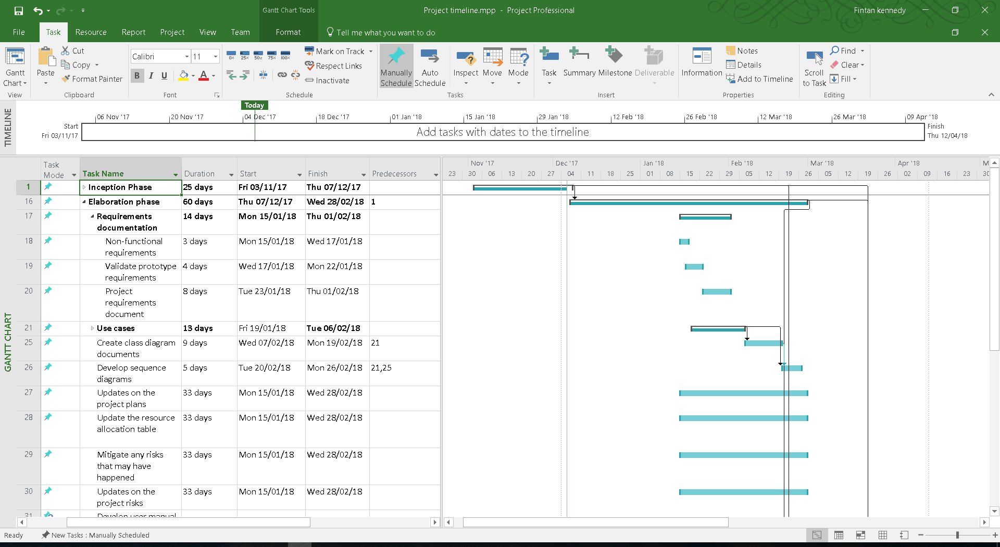 Gantt Chart Tools
Project timeline.mpp - Project Professional
Fintan kennedy
File Task Resource Report Project View Team Format Tell me what you want to do
Gantt Chart
View
Paste
Cut
Copy
Format Painter
Clipboard
Calibri 11
B I U A
Font
0% 25% 50% 75% 100%
Mark on Track
Respect Links
Inactivate
Schedule
Manually Schedule
Auto Schedule
Inspect
Move
Mode
Tasks
Task
Summary
Milestone
Deliverable
Insert
Information
Notes
Details
Add to Timeline
Properties
Scroll to Task
Find
Clear
Fill
Editing
TIMELINE
Today
06 Nov '17 20 Nov '17 04 Dec '17 18 Dec '17 01 Jan '18 15 Jan '18 29 Jan '18 12 Feb '18 26 Feb '18 12 Mar '18 26 Mar '18 09 Apr '18
Start
Fri 03/11/17
Add tasks with dates to the timeline
Finish
Thu 12/04/18
GANTT CHART
Task Mode Task Name Duration Start Finish Predecessors
Nov '17 Dec '17 Jan '18 Feb '18 Mar '18 Apr '18 M
23 30 06 13 20 27 04 11 18 25 01 08 15 22 29 05 12 19 26 05 12 19 26 02 09 16 23 30
1 Inception Phase 25 days Fri 03/11/17 Thu 07/12/17
16 Elaboration phase 60 days Thu 07/12/17 Wed 28/02/18 1
17 Requirements documentation 14 days Mon 15/01/18 Thu 01/02/18
18 Non-functional requirements 3 days Mon 15/01/18 Wed 17/01/18
19 Validate prototype requirements 4 days Wed 17/01/18 Mon 22/01/18
20 Project requirements document 8 days Tue 23/01/18 Thu 01/02/18
21 Use cases 13 days Fri 19/01/18 Tue 06/02/18
25 Create class diagram documents 9 days Wed 07/02/18 Mon 19/02/18 21
26 Develop sequence diagrams 5 days Tue 20/02/18 Mon 26/02/18 21,25
27 Updates on the project plans 33 days Mon 15/01/18 Wed 28/02/18
28 Update the resource allocation table 33 days Mon 15/01/18 Wed 28/02/18
29 Mitigate any risks that may have happened 33 days Mon 15/01/18 Wed 28/02/18
30 Updates on the project risks 33 days Mon 15/01/18 Wed 28/02/18
31 Develop user manual
Ready New Tasks : Manually Scheduled